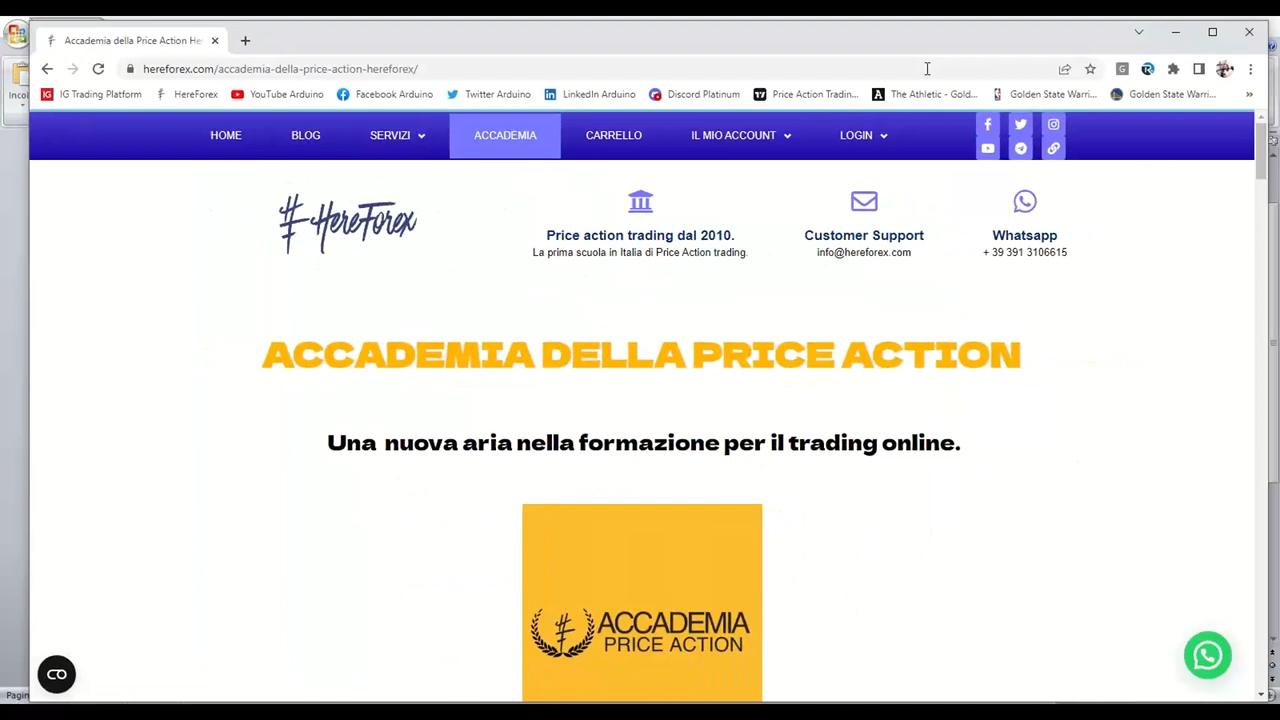 Accademia della Price Action He
hereforex.com/accademia-della-price-action-hereforex/
IG Trading Platform
HereForex
YouTube Arduino
Facebook Arduino
Twitter Arduino
LinkedIn Arduino
Discord Platinum
Price Action Tradin...
The Athletic - Gold...
Golden State Warri...
Golden State Warri...
HOME
BLOG
SERVIZI
ACCADEMIA
CARRELLO
IL MIO ACCOUNT
LOGIN
HereForex
Price action trading dal 2010.
La prima scuola in Italia di Price Action trading.
Customer Support
info@hereforex.com
Whatsapp
+ 39 391 3106615
ACCADEMIA DELLA PRICE ACTION
Una nuova aria nella formazione per il trading online.
ACCADEMIA
PRICE ACTION
Incol
Pagin